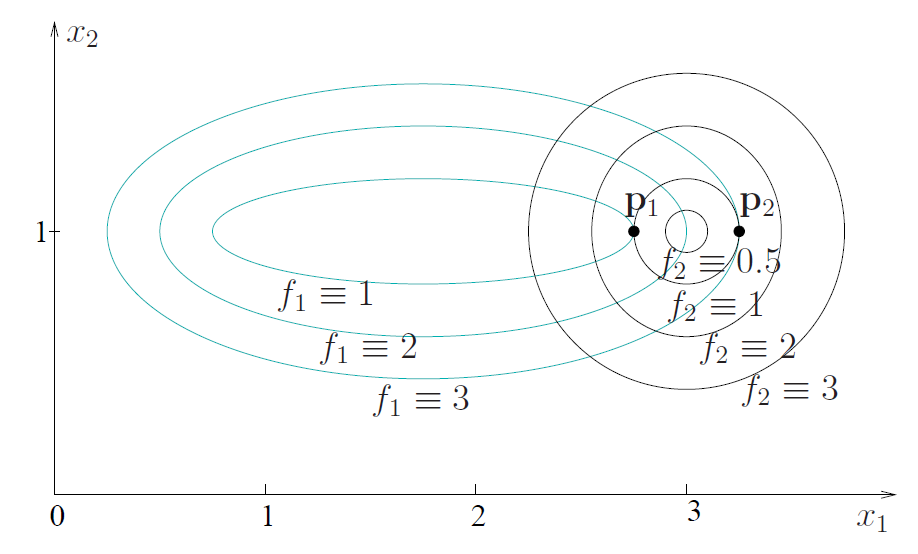 x₂
p₁ p₂
1
f₂ ≡ 0.5
f₁ ≡ 1 f₂ ≡ 1
f₁ ≡ 2 f₂ ≡ 2
f₁ ≡ 3 f₂ ≡ 3
0 1 2 3 x₁